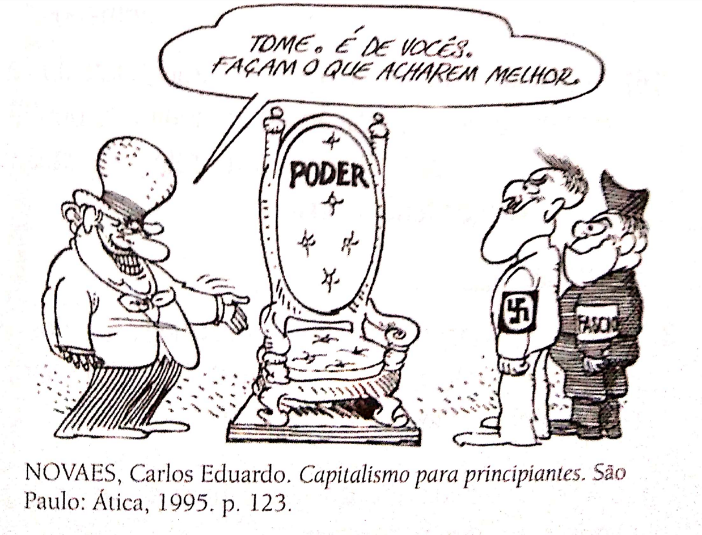 TOME. É DE VOCÊS.
FAÇAM O QUE ACHAREM MELHOR.
PODER
FASCIO
NOVAES, Carlos Eduardo. Capitalismo para principiantes. São
Paulo: Ática, 1995. p. 123.